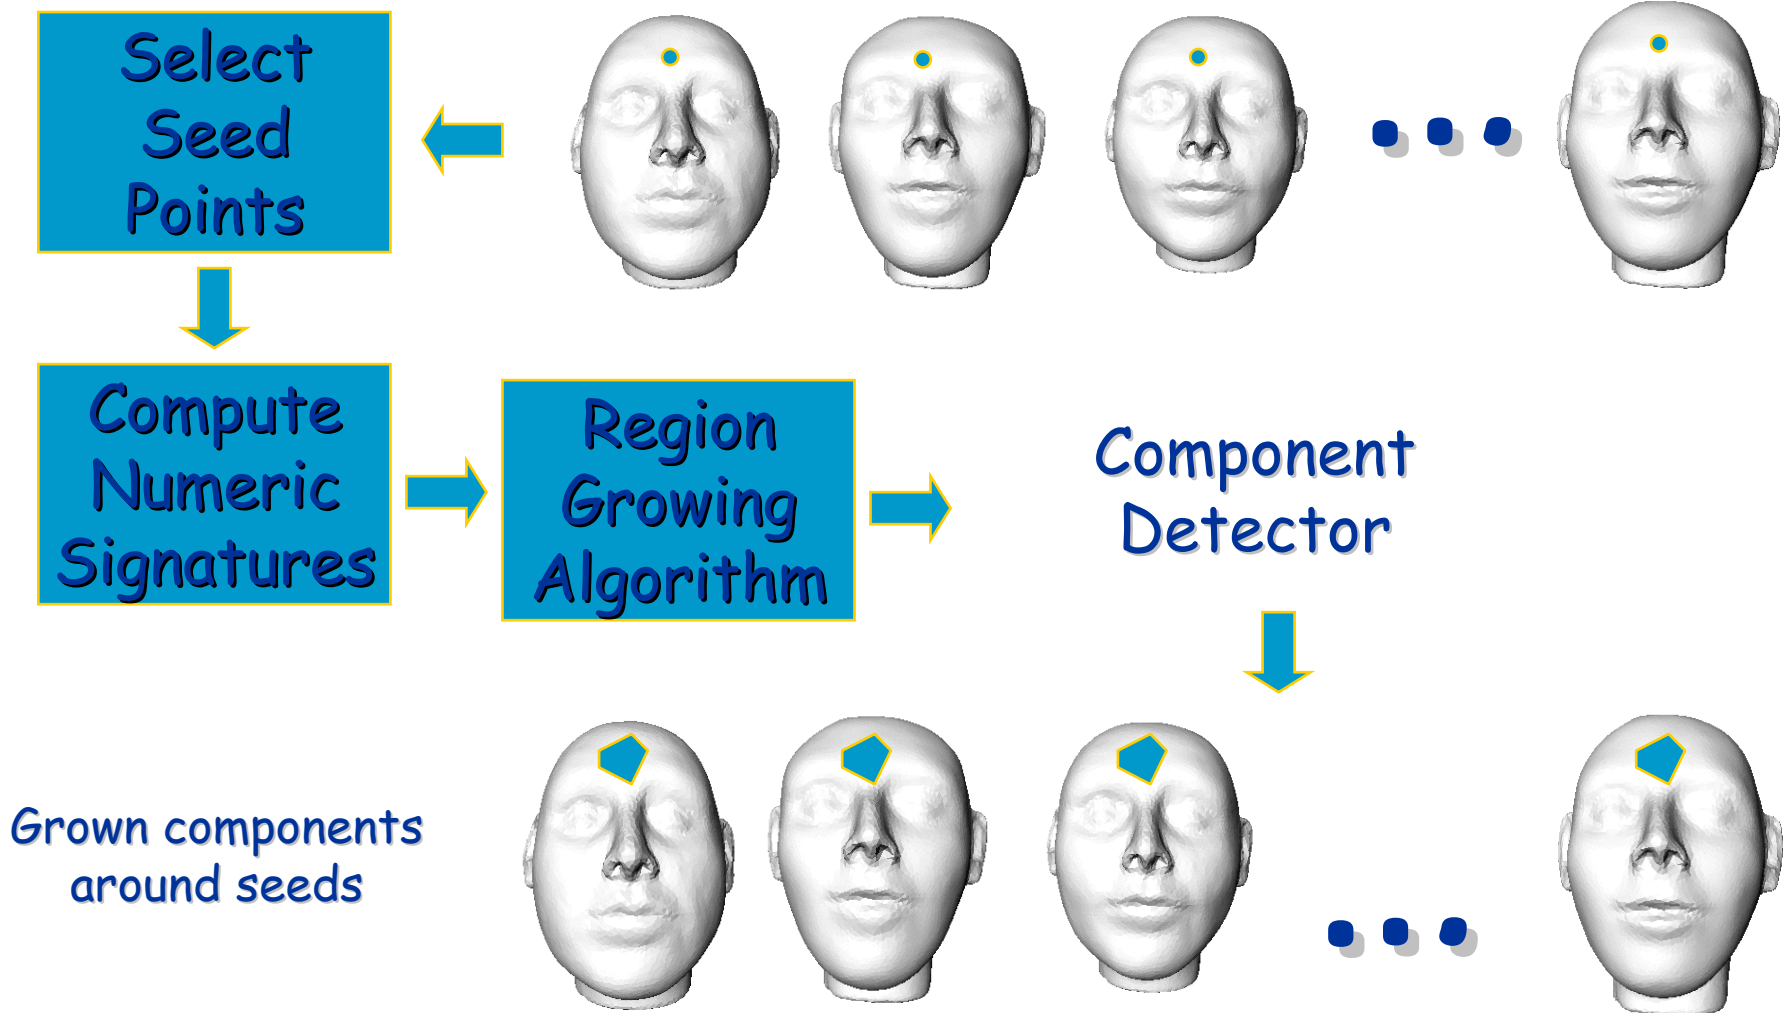 Select
Seed
Points
Compute
Numeric
Signatures
Region
Growing
Algorithm
Component
Detector
Grown components
around seeds